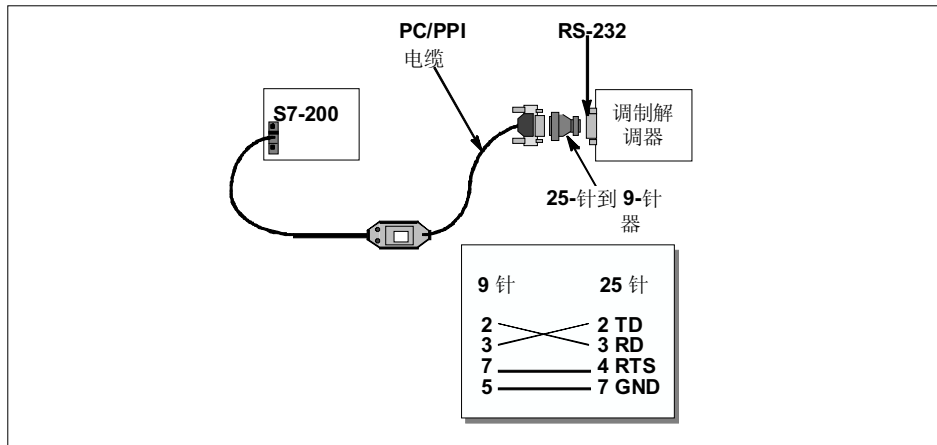 PC/PPI
电缆
RS-232
S7-200
调制解
调器
25-针到 9-针
器
9 针 25 针
2 2 TD
3 3 RD
7 4 RTS
5 7 GND